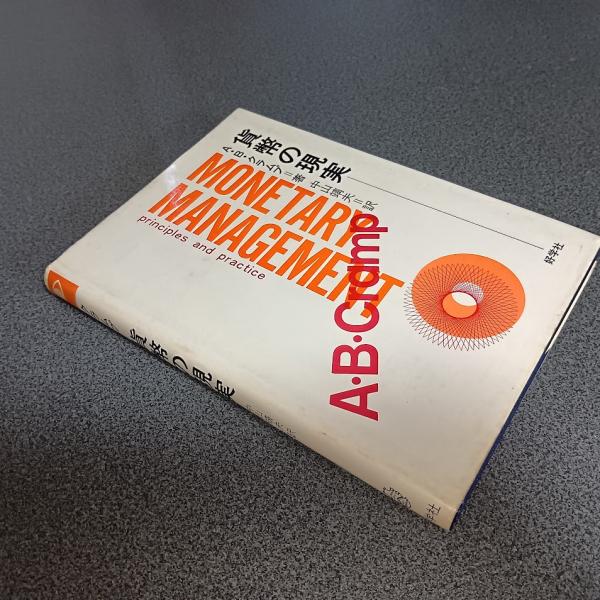 貨幣の現実
A・B・クランプ=著 中山靖夫=訳
MONETARY
MANAGEMENT
principles and practice
A・B・Cramp
好学社
貨幣の現実